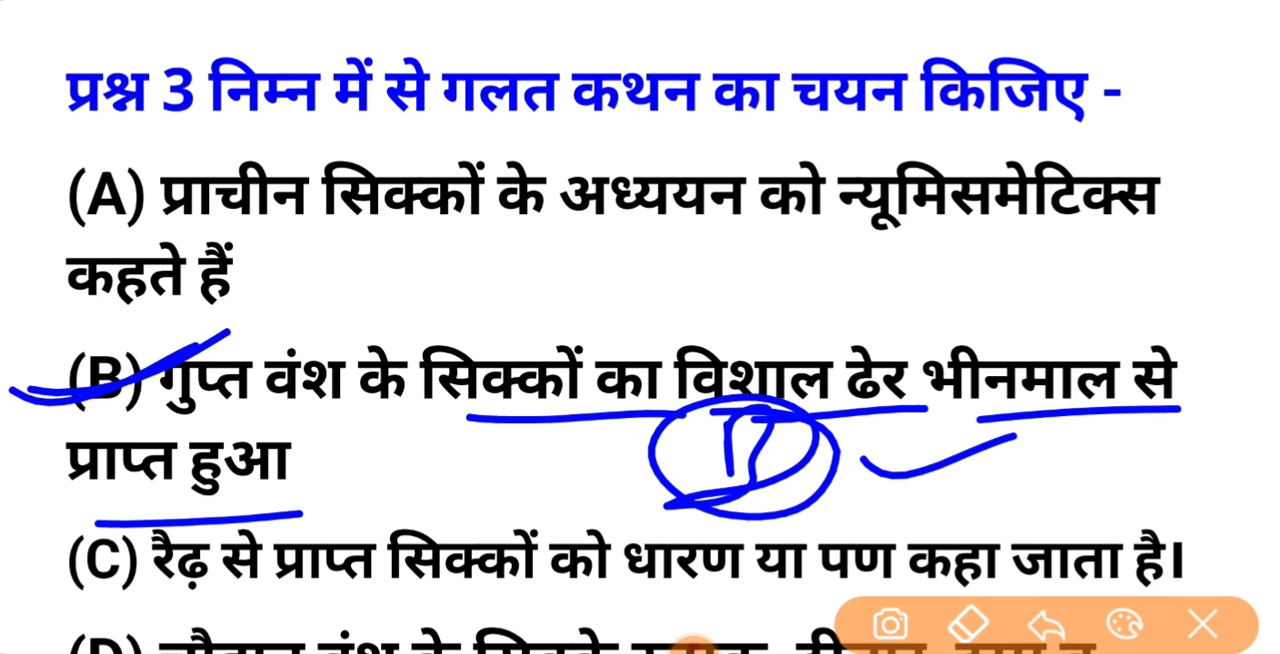 प्रश्न 3 निम्न में से गलत कथन का चयन किजिए -
(A) प्राचीन सिक्कों के अध्ययन को न्यूमिसमेटिक्स
कहते हैं
(B) गुप्त वंश के सिक्कों का विशाल ढेर भीनमाल से
प्राप्त हुआ
(C) रैढ़ से प्राप्त सिक्कों को धारण या पण कहा जाता है।
(D) चौहान वंश के सिक्के